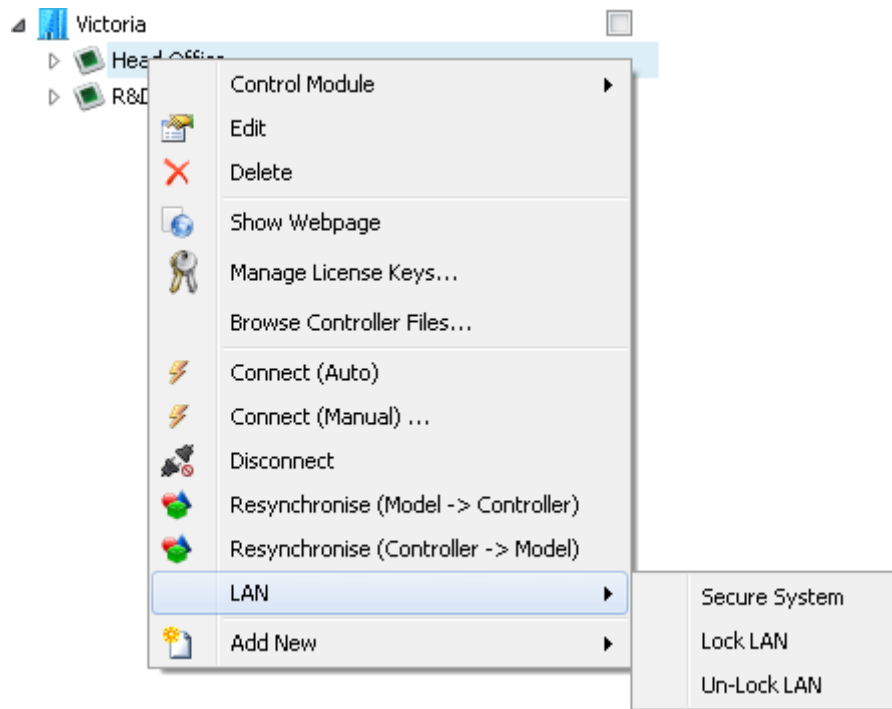 Victoria
Head Office
R&D
Control Module
Edit
Delete
Show Webpage
Manage License Keys...
Browse Controller Files...
Connect (Auto)
Connect (Manual) ...
Disconnect
Resynchronise (Model -> Controller)
Resynchronise (Controller -> Model)
LAN
Secure System
Lock LAN
Un-Lock LAN
Add New